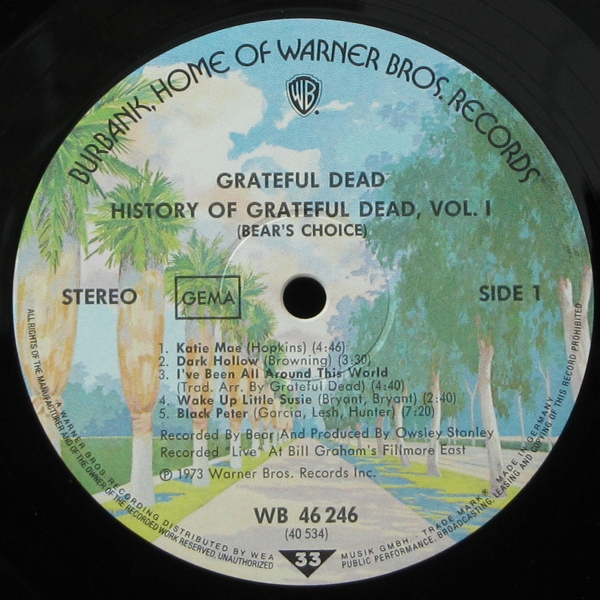 BURBANK, HOME OF WARNER BROS. RECORDS
WB
GRATEFUL DEAD
HISTORY OF GRATEFUL DEAD, VOL. I
(BEAR'S CHOICE)
STEREO
GEMA
SIDE 1
1. Katie Mae (Hopkins) (4:46)
2. Dark Hollow (Browning) (3:30)
3. I've Been All Around This World
(Trad. Arr. By Grateful Dead) (4:40)
4. Wake Up Little Susie (Bryant, Bryant) (2:40)
5. Black Peter (Garcia, Lesh, Hunter) (7:20)
Recorded By Bear And Produced By Owsley Stanley
Recorded "Live" At Bill Graham's Fillmore East
℗ 1973 Warner Bros. Records Inc.
WB 46 246
(40 534)
33
A WARNER BROS RECORDING DISTRIBUTED BY WEA MUSIK GMBH. · TRADE MARK® · MADE IN GERMANY
ALL RIGHTS OF THE MANUFACTURER AND OF THE OWNER OF THE RECORDED WORK RESERVED, UNAUTHORIZED PUBLIC PERFORMANCE, BROADCASTING, LEASING AND COPYING OF THIS RECORD PROHIBITED